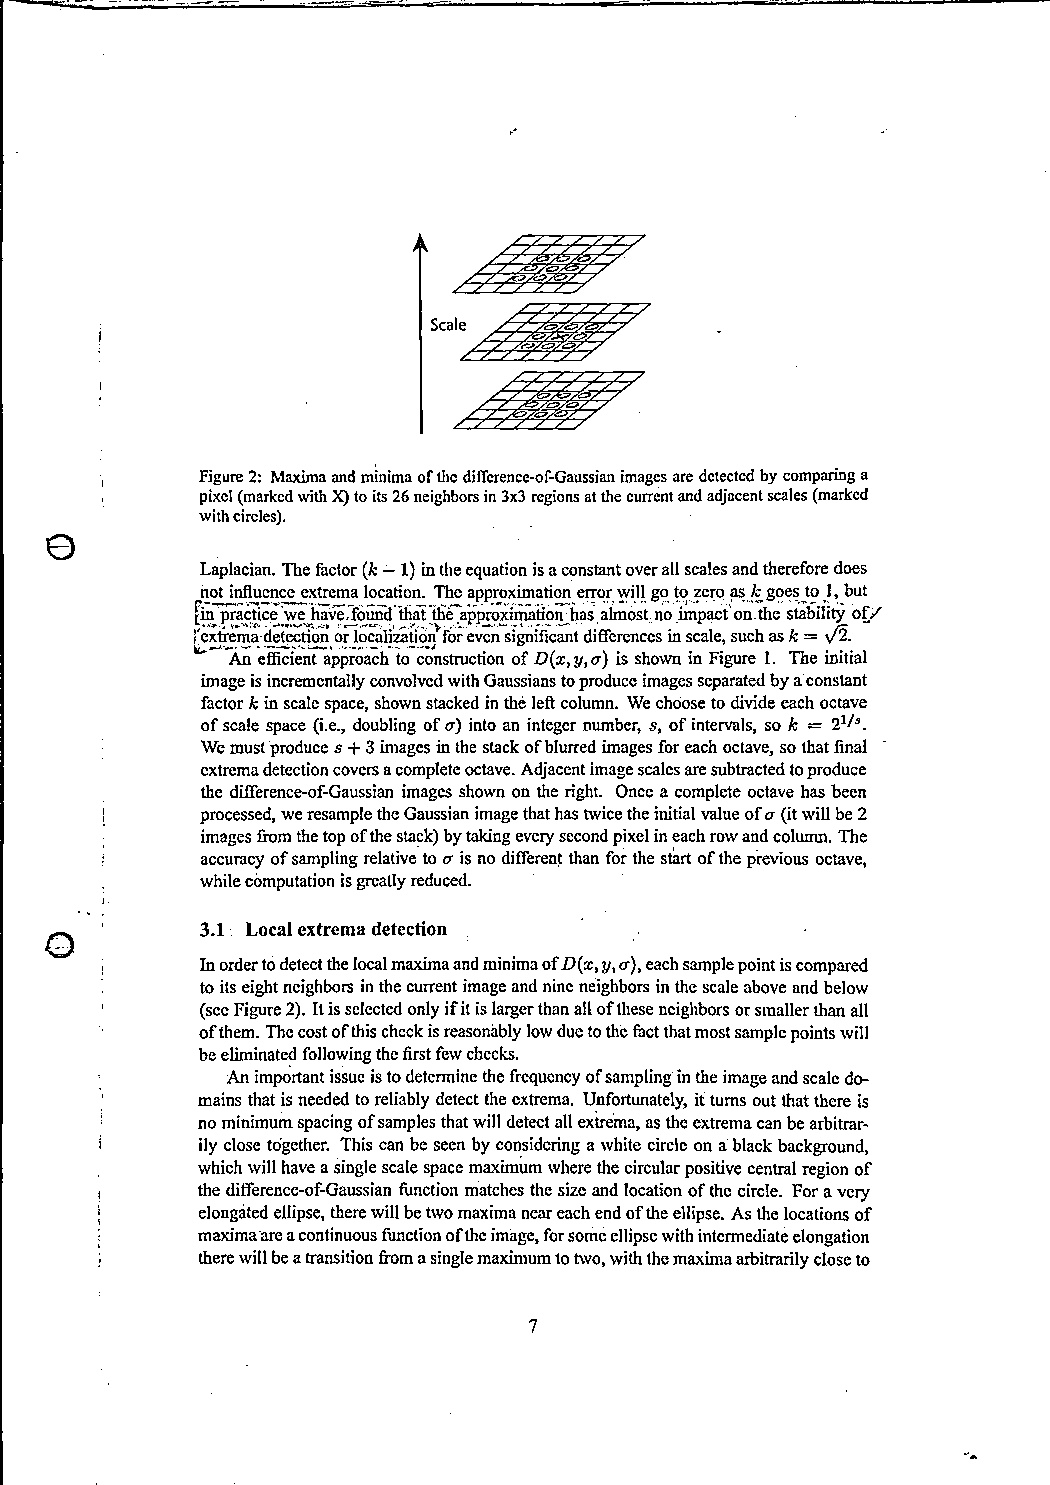 Scale
Figure 2: Maxima and minima of the difference-of-Gaussian images are detected by comparing a
pixel (marked with X) to its 26 neighbors in 3x3 regions at the current and adjacent scales (marked
with circles).
Laplacian. The factor (k − 1) in the equation is a constant over all scales and therefore does
not influence extrema location. The approximation error will go to zero as k goes to 1, but
in practice we have found that the approximation has almost no impact on the stability of
extrema detection or localization for even significant differences in scale, such as k = √2.
An efficient approach to construction of D(x, y, σ) is shown in Figure 1. The initial
image is incrementally convolved with Gaussians to produce images separated by a constant
factor k in scale space, shown stacked in the left column. We choose to divide each octave
of scale space (i.e., doubling of σ) into an integer number, s, of intervals, so k = 2^{1/s}.
We must produce s + 3 images in the stack of blurred images for each octave, so that final
extrema detection covers a complete octave. Adjacent image scales are subtracted to produce
the difference-of-Gaussian images shown on the right. Once a complete octave has been
processed, we resample the Gaussian image that has twice the initial value of σ (it will be 2
images from the top of the stack) by taking every second pixel in each row and column. The
accuracy of sampling relative to σ is no different than for the start of the previous octave,
while computation is greatly reduced.
3.1 Local extrema detection
In order to detect the local maxima and minima of D(x, y, σ), each sample point is compared
to its eight neighbors in the current image and nine neighbors in the scale above and below
(see Figure 2). It is selected only if it is larger than all of these neighbors or smaller than all
of them. The cost of this check is reasonably low due to the fact that most sample points will
be eliminated following the first few checks.
An important issue is to determine the frequency of sampling in the image and scale do-
mains that is needed to reliably detect the extrema. Unfortunately, it turns out that there is
no minimum spacing of samples that will detect all extrema, as the extrema can be arbitrar-
ily close together. This can be seen by considering a white circle on a black background,
which will have a single scale space maximum where the circular positive central region of
the difference-of-Gaussian function matches the size and location of the circle. For a very
elongated ellipse, there will be two maxima near each end of the ellipse. As the locations of
maxima are a continuous function of the image, for some ellipse with intermediate elongation
there will be a transition from a single maximum to two, with the maxima arbitrarily close to
7